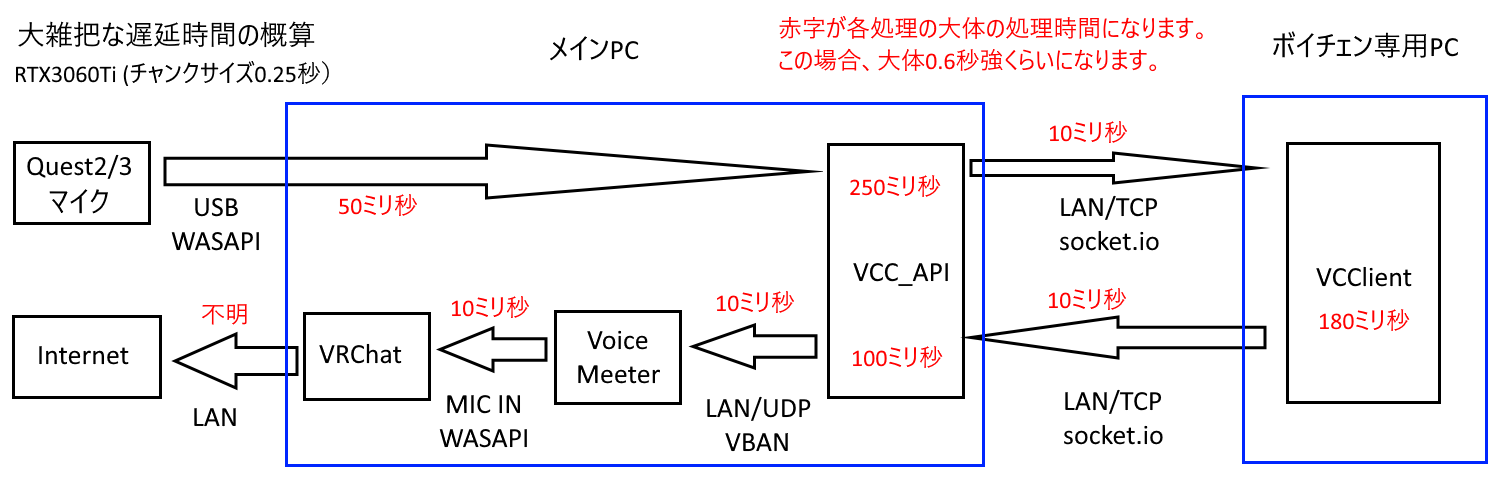 大雑把な遅延時間の概算
RTX3060Ti (チャンクサイズ0.25秒）
メインPC
赤字が各処理の大体の処理時間になります。
この場合、大体0.6秒強くらいになります。
ボイチェン専用PC
Quest2/3
マイク
USB
WASAPI
50ミリ秒
250ミリ秒
VCC_API
100ミリ秒
10ミリ秒
LAN/TCP
socket.io
VCClient
180ミリ秒
10ミリ秒
LAN/TCP
socket.io
10ミリ秒
LAN/UDP
VBAN
Voice
Meeter
10ミリ秒
MIC IN
WASAPI
VRChat
不明
LAN
Internet